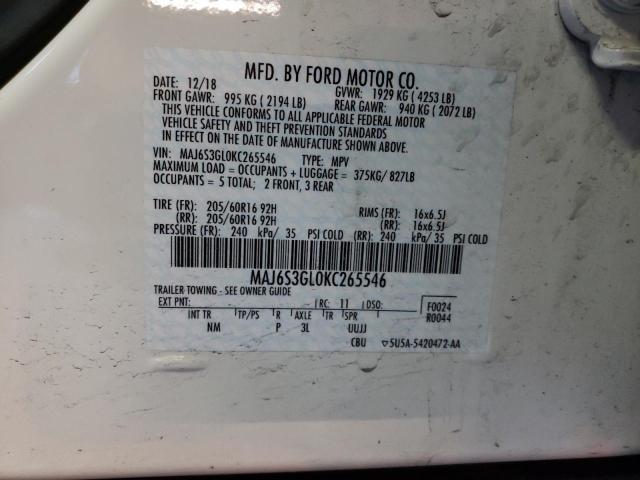 MFD. BY FORD MOTOR CO.
DATE: 12/18 GVWR: 1929 KG ( 4253 LB)
FRONT GAWR: 995 KG ( 2194 LB) REAR GAWR: 940 KG ( 2072 LB)
THIS VEHICLE CONFORMS TO ALL APPLICABLE FEDERAL MOTOR
VEHICLE SAFETY AND THEFT PREVENTION STANDARDS
IN EFFECT ON THE DATE OF MANUFACTURE SHOWN ABOVE.
VIN: MAJ6S3GL0KC265546 TYPE: MPV
MAXIMUM LOAD = OCCUPANTS + LUGGAGE = 375KG/ 827LB
OCCUPANTS = 5 TOTAL; 2 FRONT, 3 REAR
TIRE (FR): 205/60R16 92H RIMS (FR): 16x6.5J
(RR): 205/60R16 92H (RR): 16x6.5J
PRESSURE (FR): 240 kPa/ 35 PSI COLD (RR): 240 kPa/ 35 PSI COLD
MAJ6S3GL0KC265546
TRAILER TOWING - SEE OWNER GUIDE
EXT PNT: - - RC: 11 DSO: F0024
INT TR TP/PS R AXLE TR SPR R0044
NM P 3L UUJJ
CBU ▽5U5A-5420472-AA